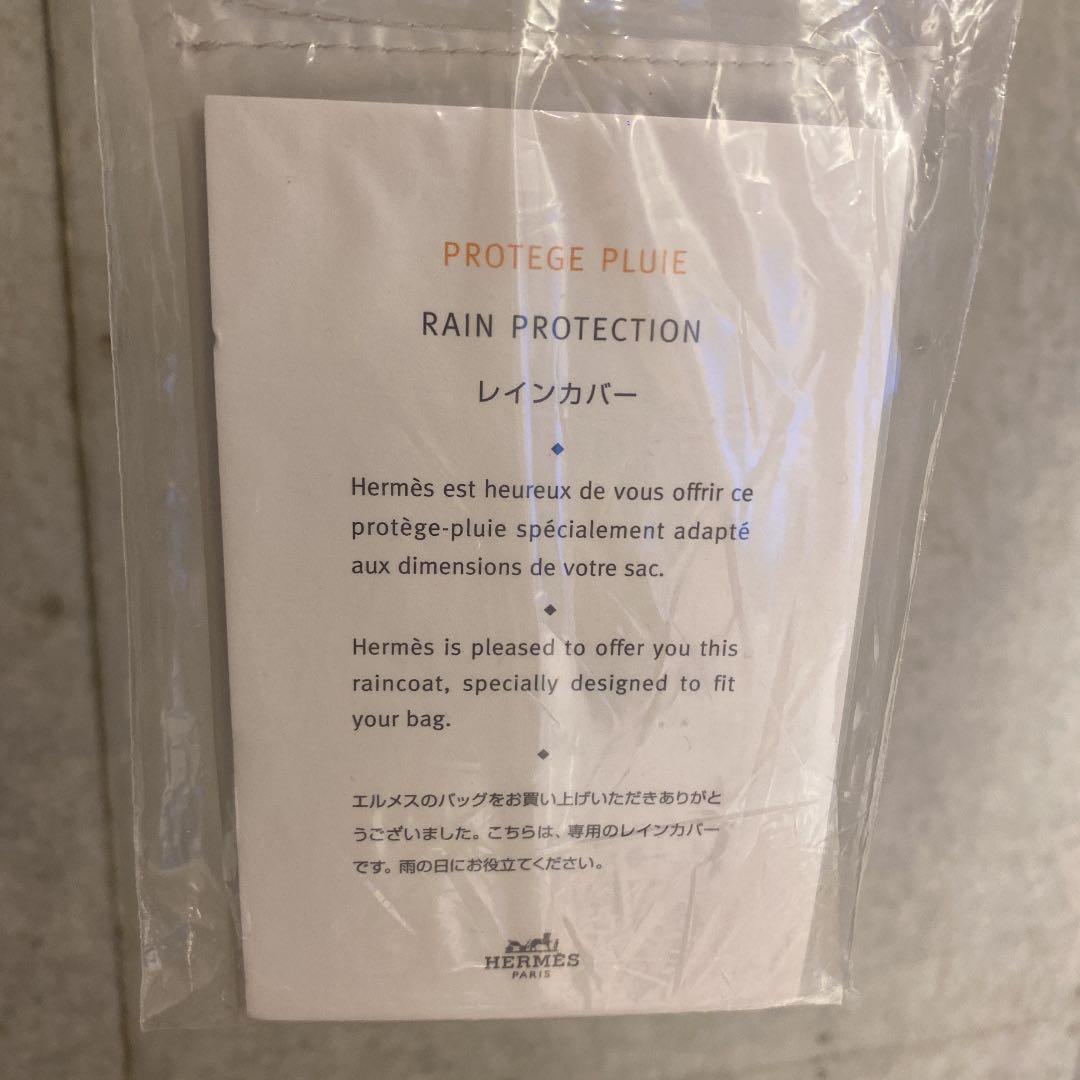 PROTEGE PLUIE
RAIN PROTECTION
レインカバー
Hermès est heureux de vous offrir ce
protège-pluie spécialement adapté
aux dimensions de votre sac.
Hermès is pleased to offer you this
raincoat, specially designed to fit
your bag.
エルメスのバッグをお買い上げいただきありがと
うございました。こちらは、専用のレインカバー
です。雨の日にお役立てください。
HERMÈS
PARIS